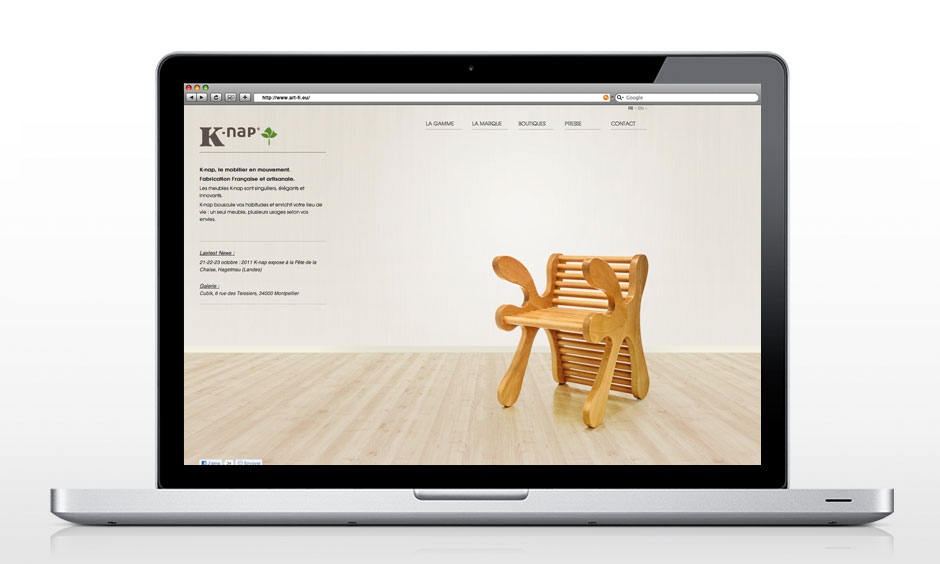 http://www.art-fi.eu/
Google
FR - EN -
LA GAMME
LA MARQUE
BOUTIQUES
PRESSE
CONTACT
K-nap®
K-nap, le mobilier en mouvement.
Fabrication Française et artisanale.
Les meubles K-nap sont singuliers, élégants et
innovants.
K-nap bouscule vos habitudes et enrichit votre lieu de
vie : un seul meuble, plusieurs usages selon vos
envies.
Lastest News :
21-22-23 octobre : 2011 K-nap expose à la Fête de la
Chaise, Hagetmau (Landes)
Galerie :
Cubik, 6 rue des Teissiers, 34000 Montpellier
J'aime
Envoyer